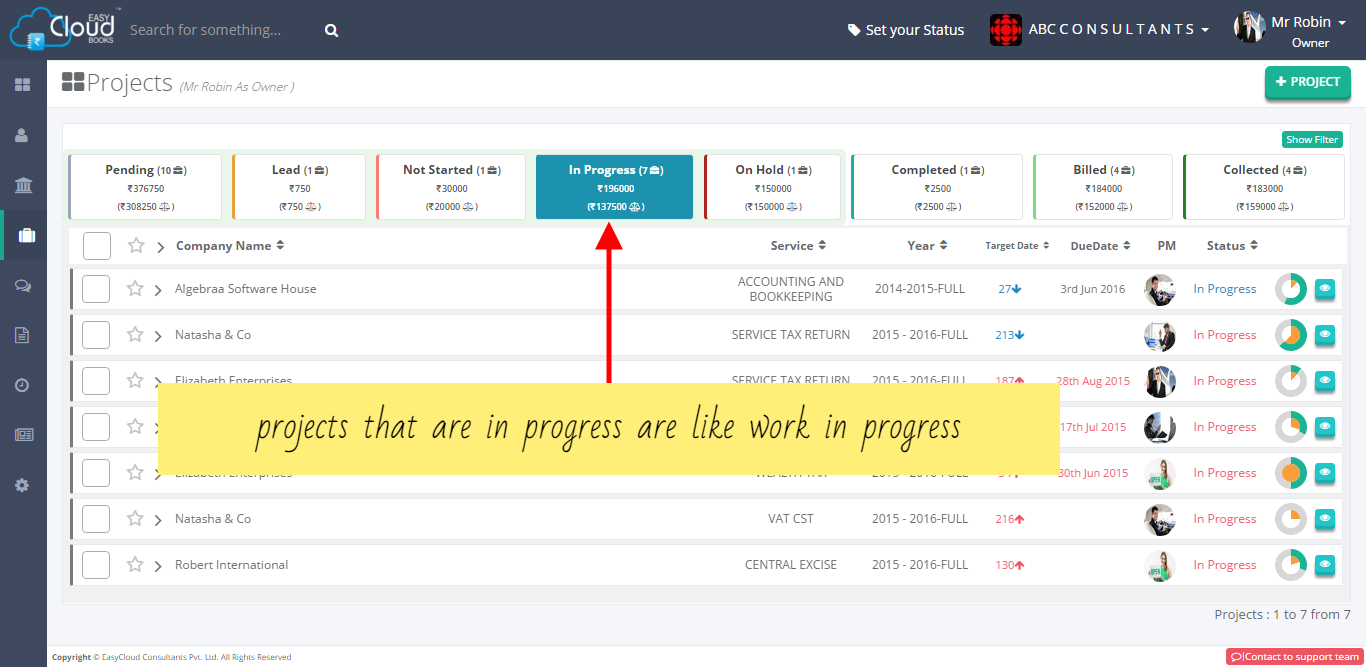 EASY
Cloud
BOOKS
™
Search for something...
Set your Status
A B C C O N S U L T A N T S
Mr Robin
Owner
Projects (Mr Robin As Owner )
+ PROJECT
Show Filter
Pending (10)
₹376750
(₹308250)
Lead (1)
₹750
(₹750)
Not Started (1)
₹30000
(₹20000)
In Progress (7)
₹196000
(₹137500)
On Hold (1)
₹150000
(₹150000)
Completed (1)
₹2500
(₹2500)
Billed (4)
₹184000
(₹152000)
Collected (4)
₹183000
(₹159000)
Company Name Service Year Target Date DueDate PM Status
Algebraa Software House ACCOUNTING AND BOOKKEEPING 2014-2015-FULL 27 3rd Jun 2016 In Progress
Natasha & Co SERVICE TAX RETURN 2015 - 2016-FULL 213 In Progress
Elizabeth Enterprises SERVICE TAX RETURN 2015 - 2016-FULL 187 28th Aug 2015 In Progress
projects that are in progress are like work in progress
17th Jul 2015 In Progress
Elizabeth Enterprises WEALTH TAX 2015 - 2016-FULL 30th Jun 2015 In Progress
Natasha & Co VAT CST 2015 - 2016-FULL 216 In Progress
Robert International CENTRAL EXCISE 2015 - 2016-FULL 130 In Progress
Projects : 1 to 7 from 7
Copyright © EasyCloud Consultants Pvt. Ltd. All Rights Reserved
Contact to support team